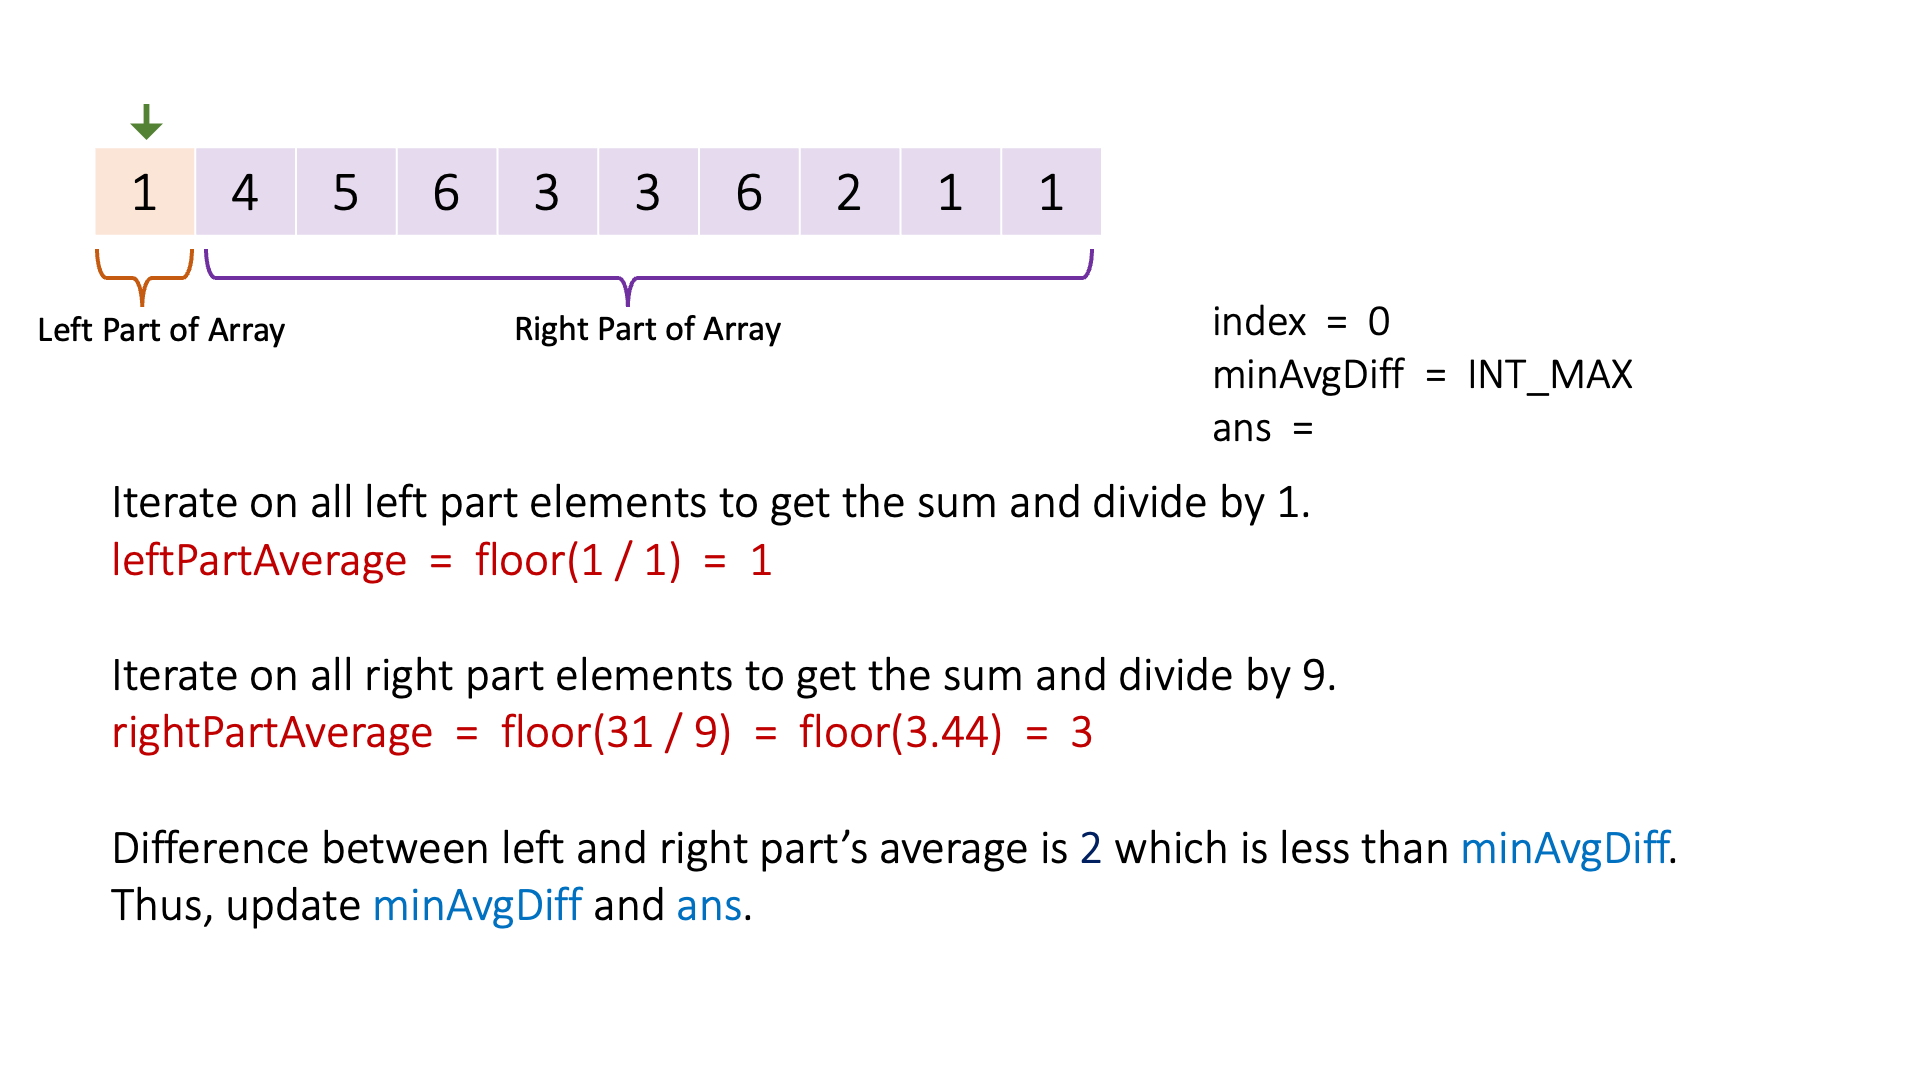 1 4 5 6 3 3 6 2 1 1
Left Part of Array
Right Part of Array
index = 0
minAvgDiff = INT_MAX
ans =
Iterate on all left part elements to get the sum and divide by 1.
leftPartAverage = floor(1 / 1) = 1
Iterate on all right part elements to get the sum and divide by 9.
rightPartAverage = floor(31 / 9) = floor(3.44) = 3
Difference between left and right part’s average is 2 which is less than minAvgDiff.
Thus, update minAvgDiff and ans.